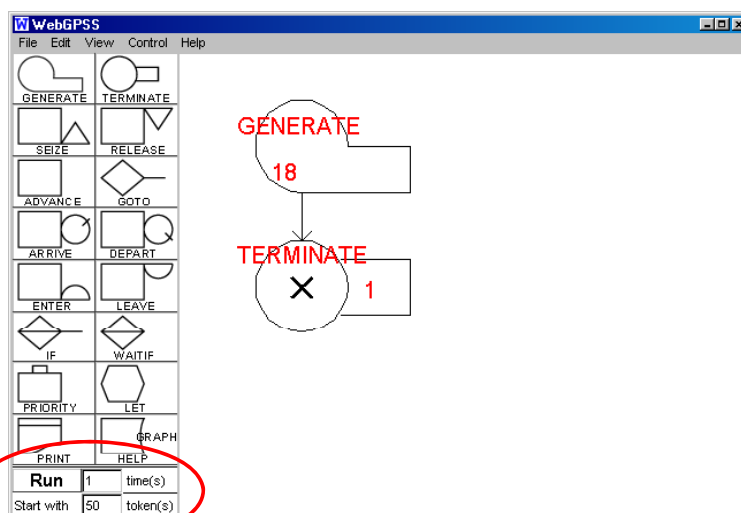 WebGPSS
File Edit View Control Help
GENERATE TERMINATE
SEIZE RELEASE
ADVANCE GOTO
ARRIVE DEPART
ENTER LEAVE
IF WAITIF
PRIORITY LET
GRAPH
PRINT HELP
Run 1 time(s)
Start with 50 token(s)
GENERATE
18
TERMINATE
1